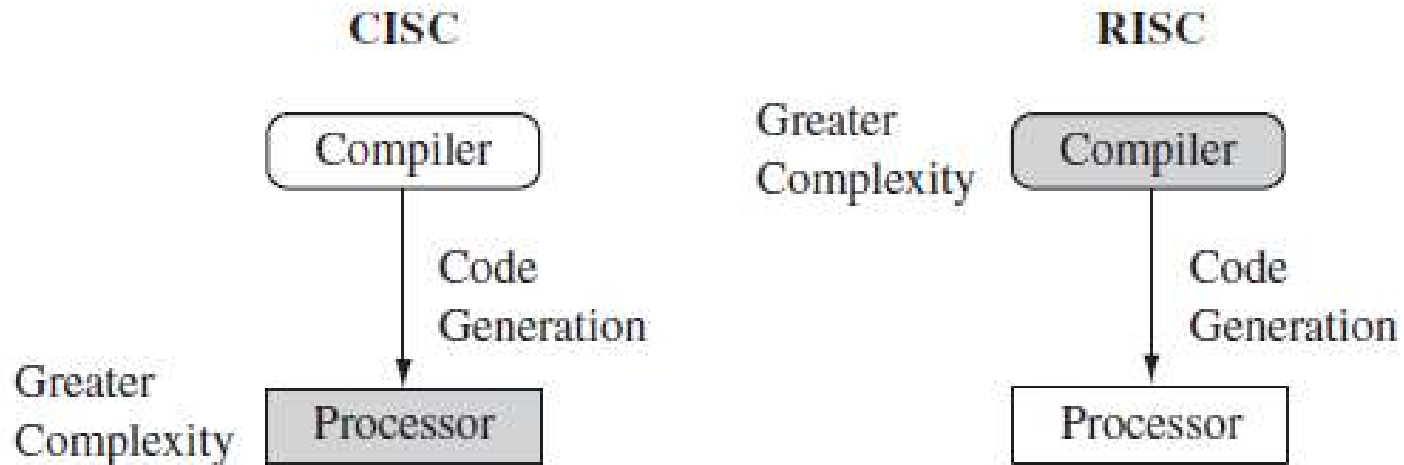 CISC
Compiler
Code
Generation
Greater
Complexity
Processor
RISC
Greater
Complexity
Compiler
Code
Generation
Processor